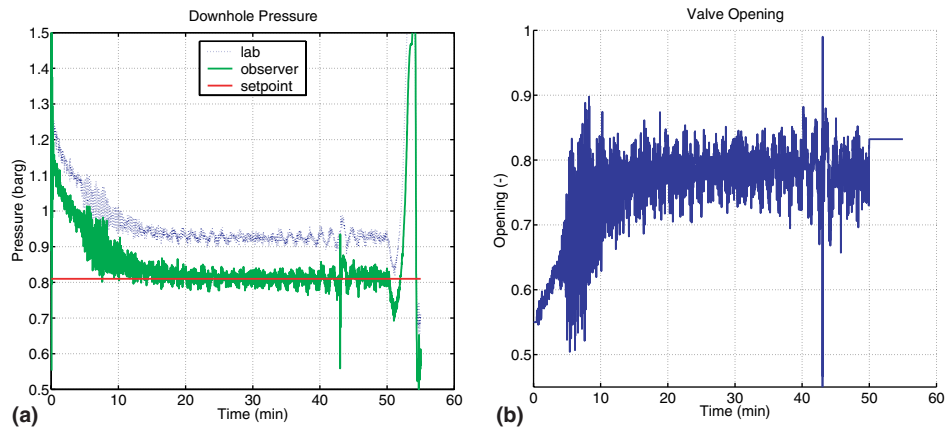 Downhole Pressure
1.5
1.4
1.3
1.2
1.1
1
0.9
0.8
0.7
0.6
0.5
Pressure (barg)
lab
observer
setpoint
0
10
20
30
40
50
60
Time (min)
(a)
Valve Opening
1
0.9
0.8
0.7
0.6
0.5
Opening (-)
0
10
20
30
40
50
60
Time (min)
(b)